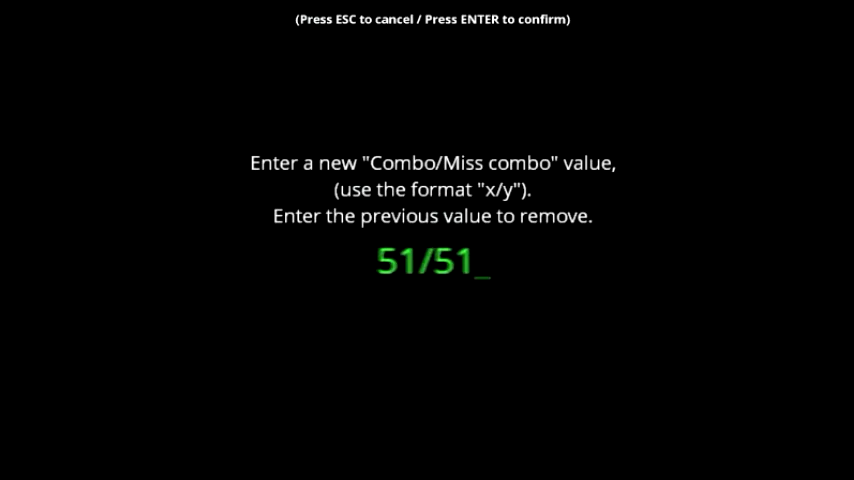 (Press ESC to cancel / Press ENTER to confirm)
Enter a new "Combo/Miss combo" value,
(use the format "x/y").
Enter the previous value to remove.
51/51_